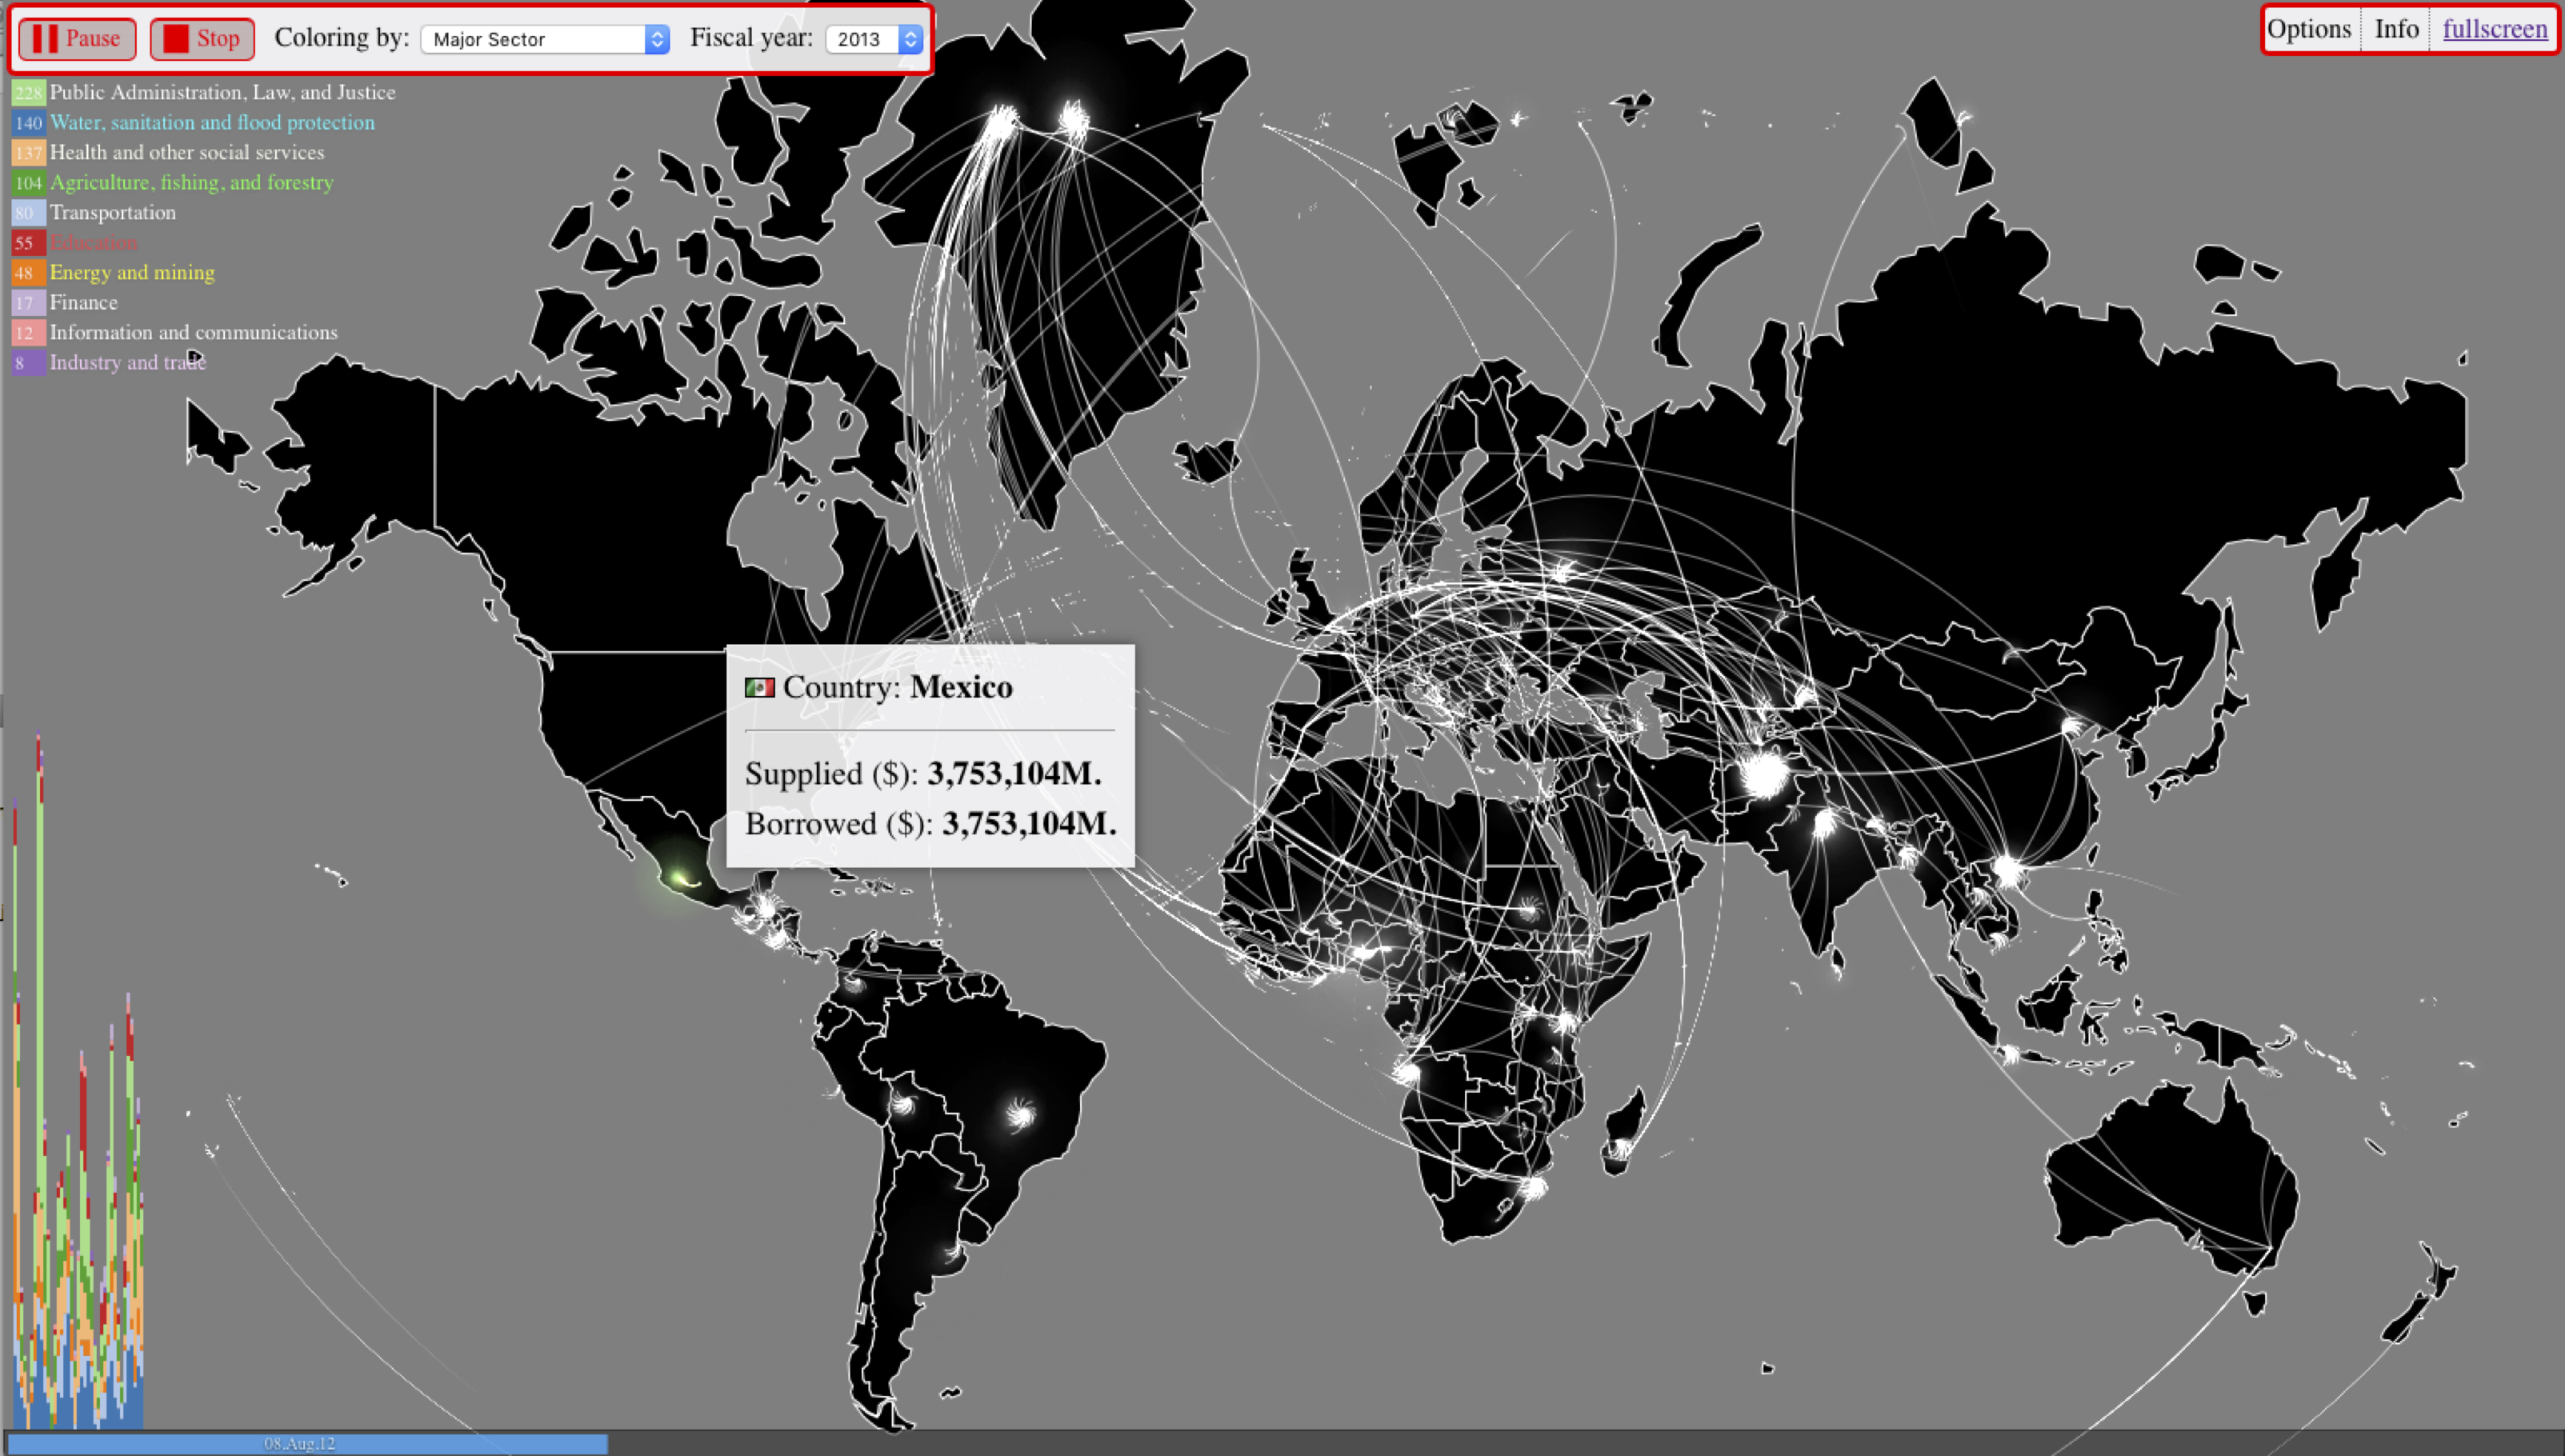 Pause Stop Coloring by: Major Sector Fiscal year: 2013
Options Info fullscreen
228 Public Administration, Law, and Justice
140 Water, sanitation and flood protection
137 Health and other social services
104 Agriculture, fishing, and forestry
80 Transportation
55 Education
48 Energy and mining
17 Finance
12 Information and communications
8 Industry and trade
Country: Mexico
Supplied ($): 3,753,104M.
Borrowed ($): 3,753,104M.
08.Aug.12